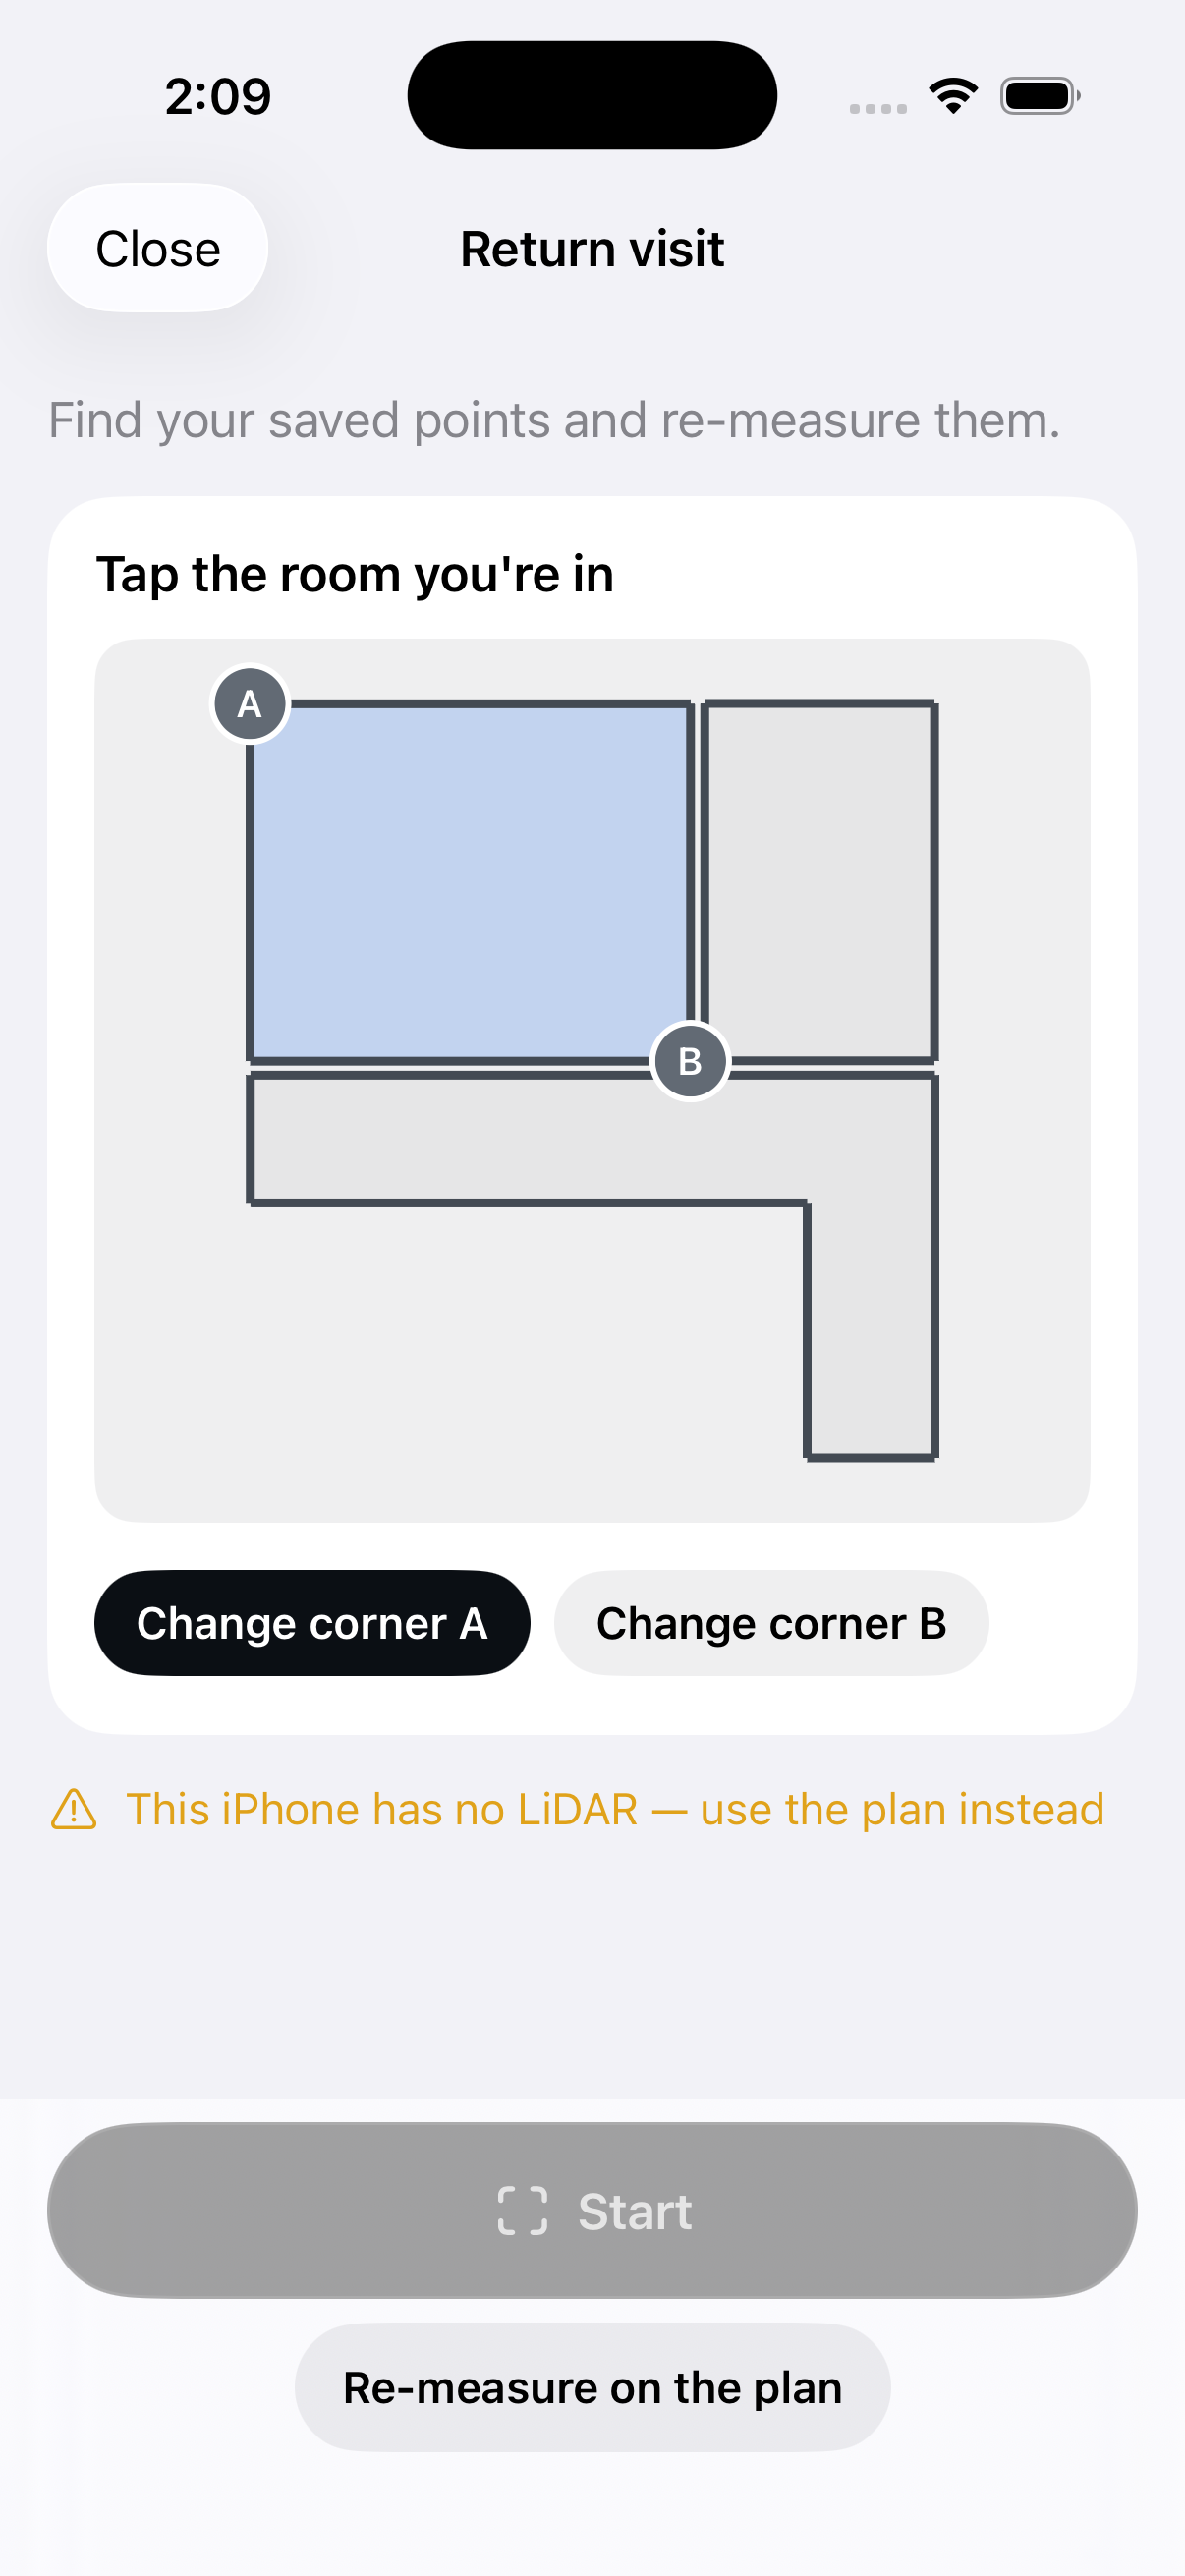 2:09
Close
Return visit
Find your saved points and re-measure them.
Tap the room you're in
A
B
Change corner A
Change corner B
This iPhone has no LiDAR — use the plan instead
Start
Re-measure on the plan